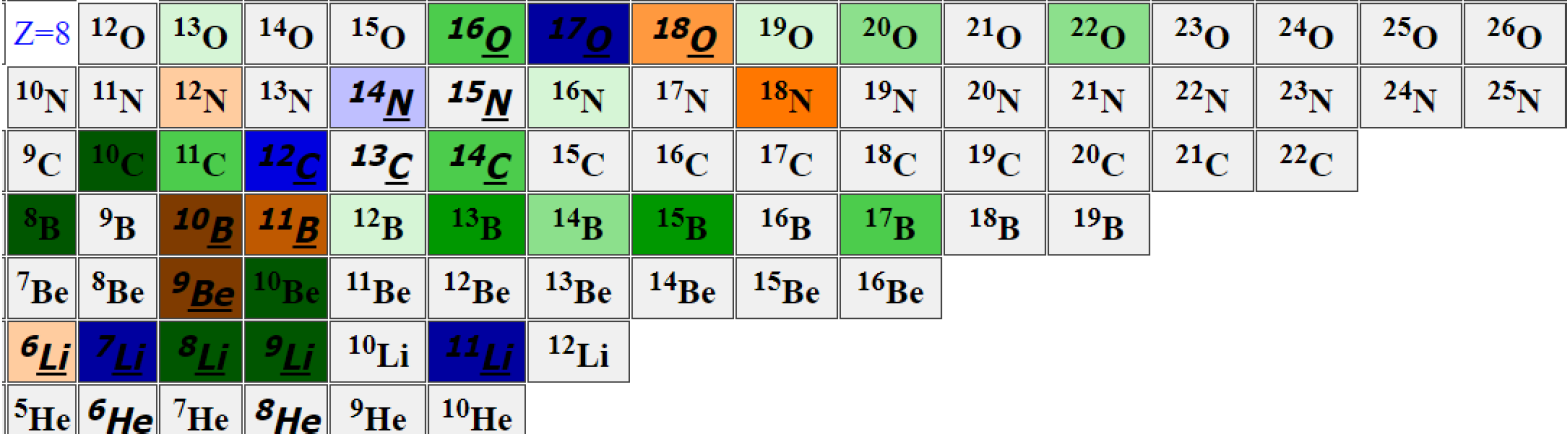 Z=8 12O 13O 14O 15O 16O 17O 18O 19O 20O 21O 22O 23O 24O 25O 26O
10N 11N 12N 13N 14N 15N 16N 17N 18N 19N 20N 21N 22N 23N 24N 25N
9C 10C 11C 12C 13C 14C 15C 16C 17C 18C 19C 20C 21C 22C
8B 9B 10B 11B 12B 13B 14B 15B 16B 17B 18B 19B
7Be 8Be 9Be 10Be 11Be 12Be 13Be 14Be 15Be 16Be
6Li 7Li 8Li 9Li 10Li 11Li 12Li
5He 6He 7He 8He 9He 10He